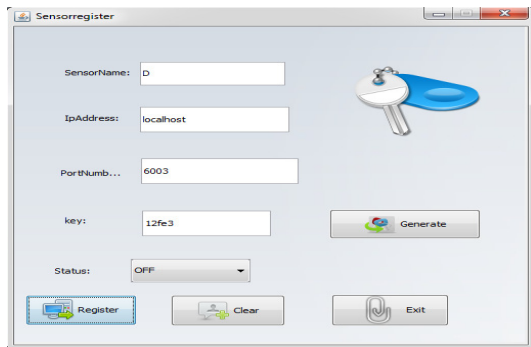 Sensorregister
SensorName: D
IpAddress: localhost
PortNumb... 6003
key: 12fe3
Generate
Status: OFF
Register Clear Exit